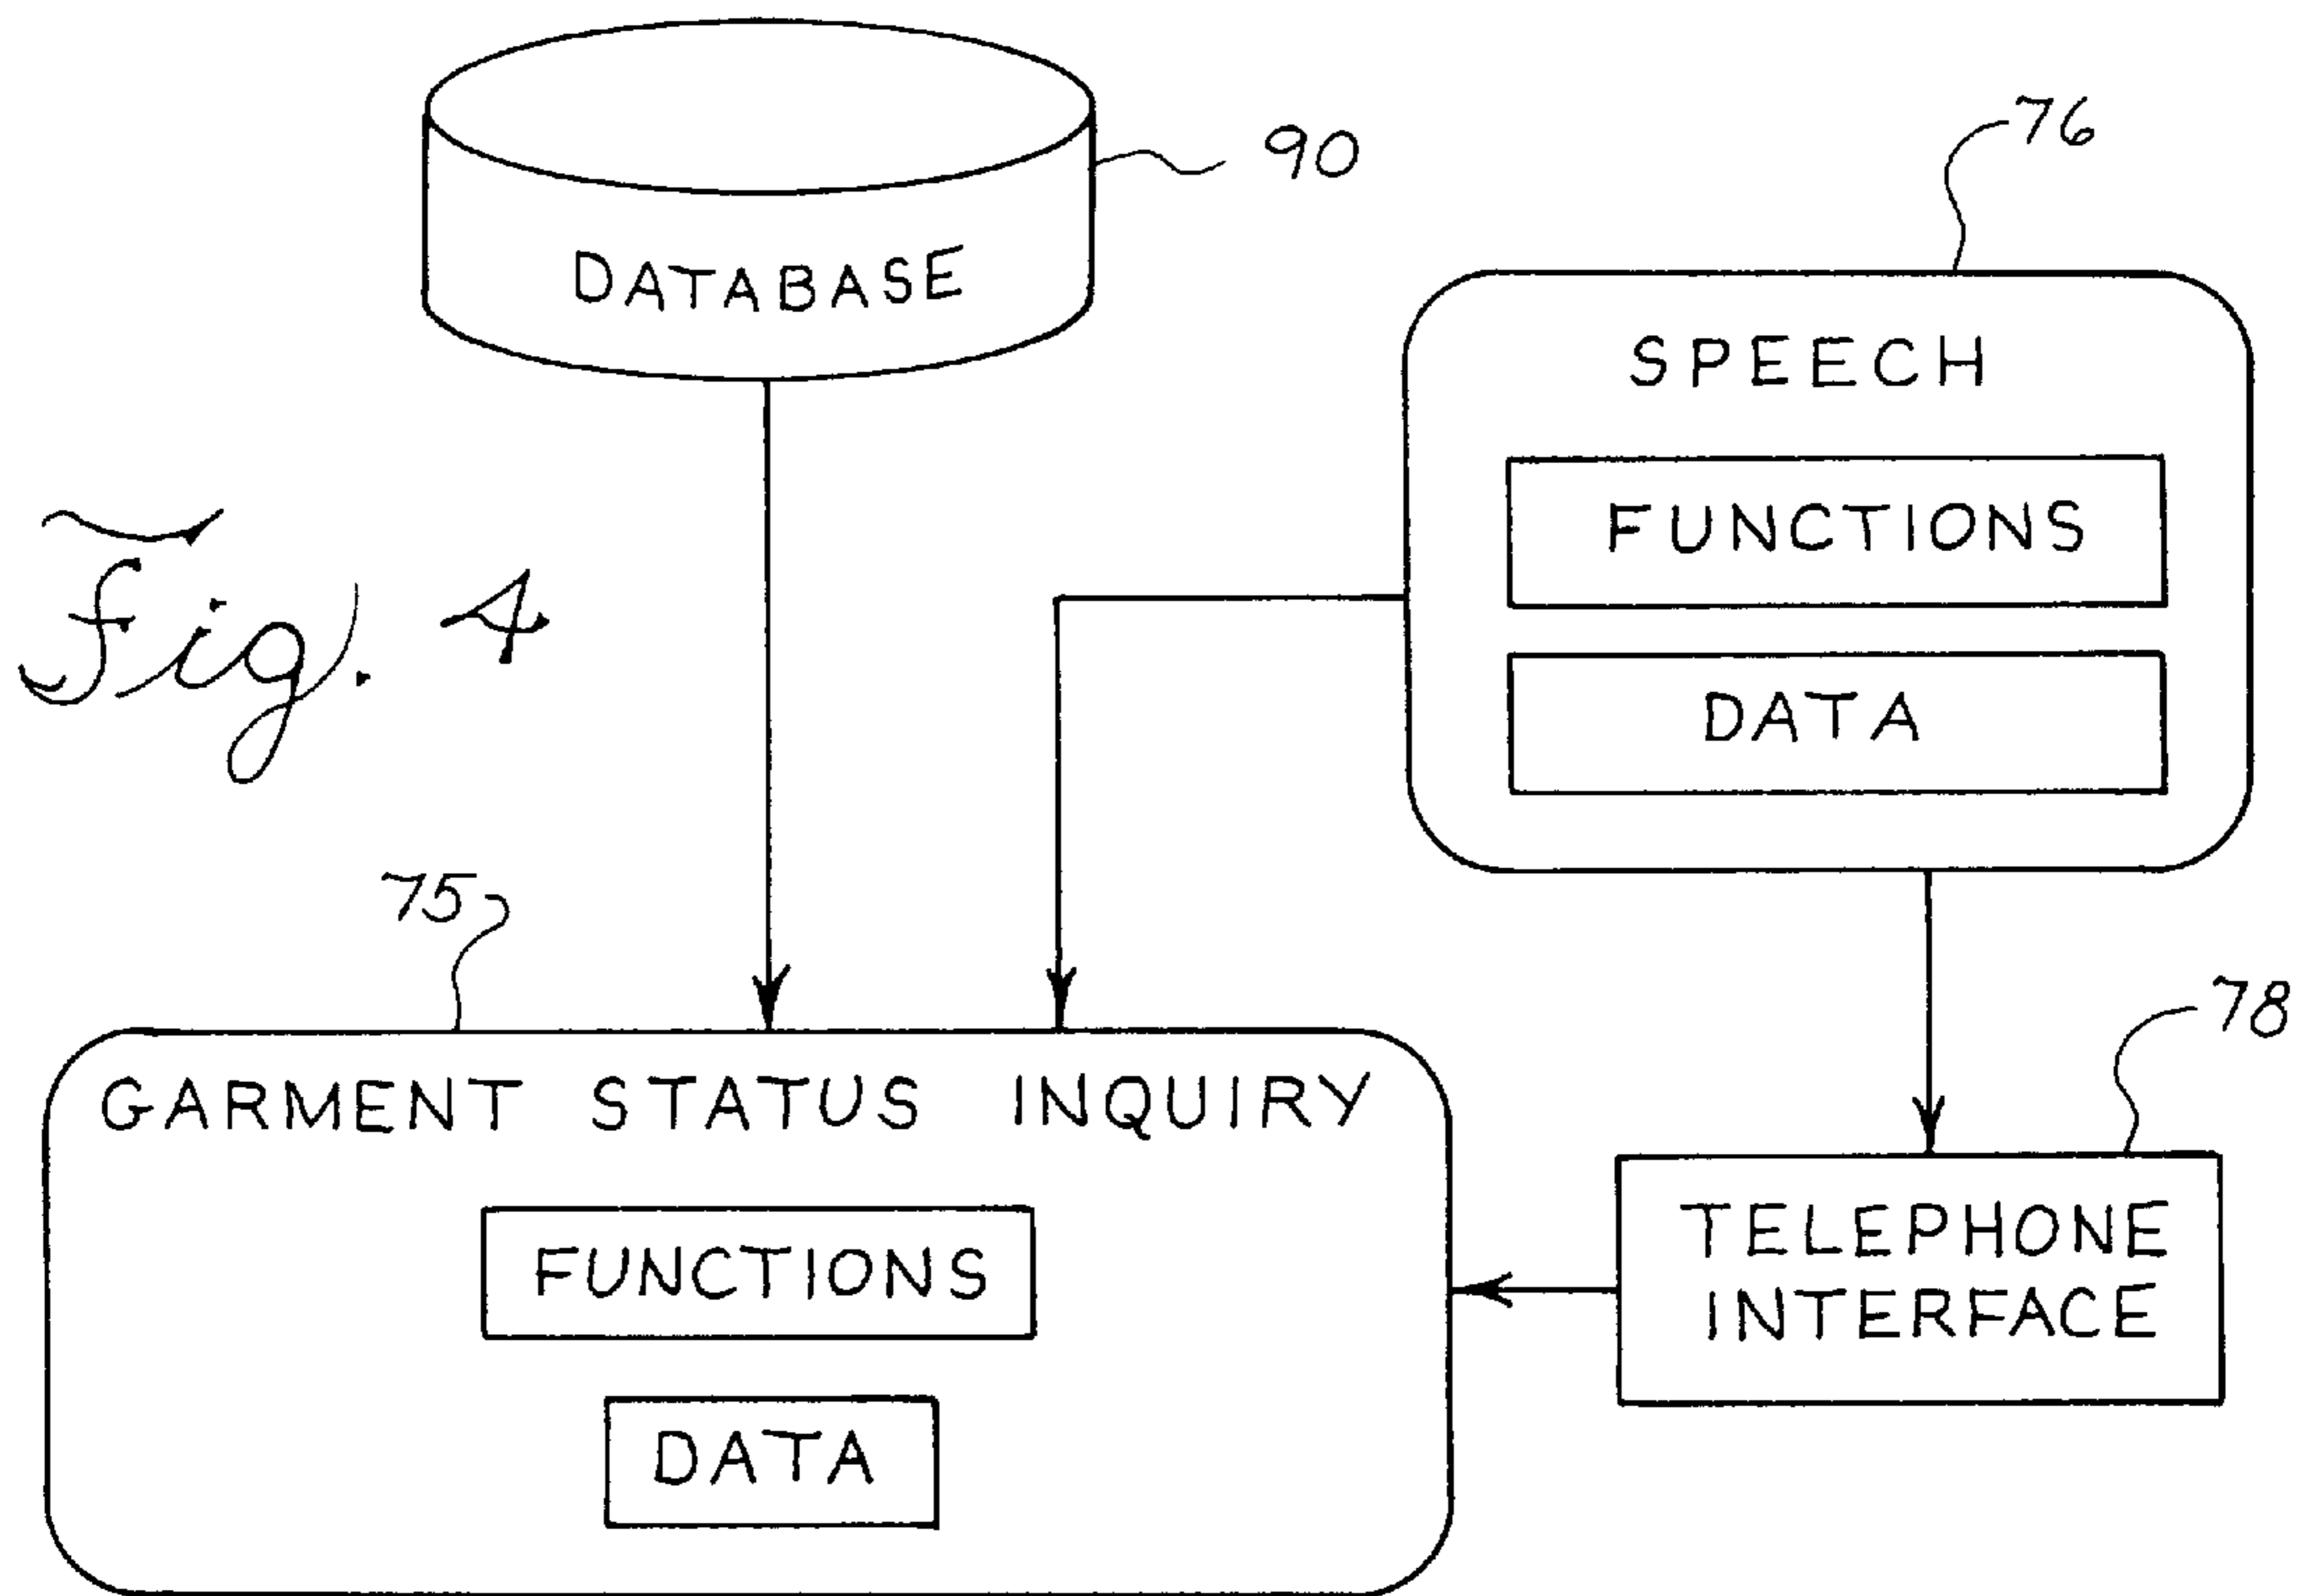 90
DATABASE
76
SPEECH
FUNCTIONS
DATA
Fig. 4
75
GARMENT STATUS INQUIRY
FUNCTIONS
DATA
78
TELEPHONE
INTERFACE